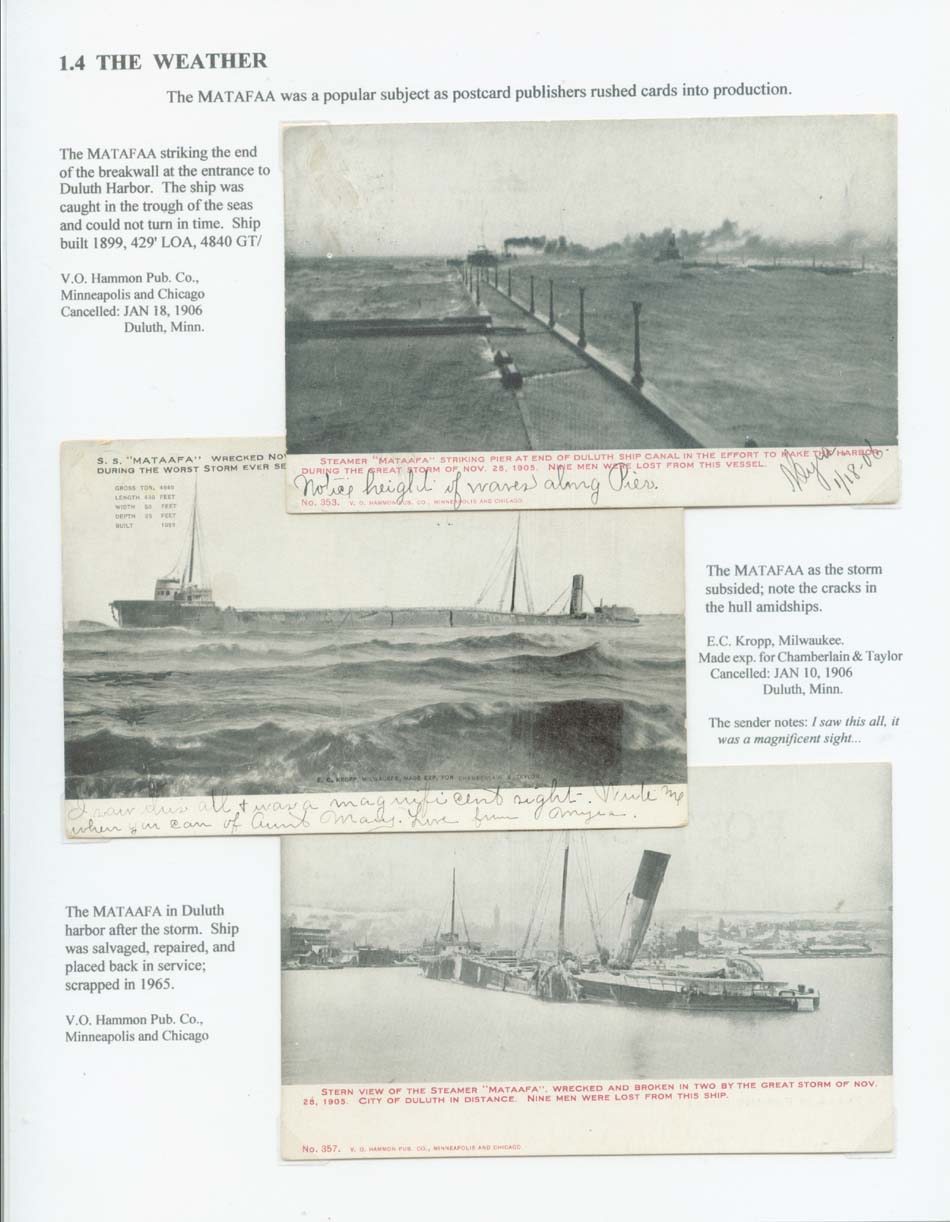 1.4 THE WEATHER
The MATAFAA was a popular subject as postcard publishers rushed cards into production.
The MATAFAA striking the end
of the breakwall at the entrance to
Duluth Harbor. The ship was
caught in the trough of the seas
and could not turn in time. Ship
built 1899, 429' LOA, 4840 GT/
V.O. Hammon Pub. Co.,
Minneapolis and Chicago
Cancelled: JAN 18, 1906
Duluth, Minn.
STEAMER "MATAAFA" STRIKING PIER AT END OF DULUTH SHIP CANAL IN THE EFFORT TO MAKE THE HARBOR
DURING THE GREAT STORM OF NOV. 28, 1905. NINE MEN WERE LOST FROM THIS VESSEL.
Notice height of waves along Pier.
1/18-06
No. 353. V. O. HAMMON PUB. CO., MINNEAPOLIS AND CHICAGO
S. S. "MATAAFA" WRECKED NOV
DURING THE WORST STORM EVER SE
GROSS TON, 4840
LENGTH 430 FEET
WIDTH 50 FEET
DEPTH 25 FEET
BUILT 1899
E. C. KROPP, MILWAUKEE, MADE EXP. FOR CHAMBERLAIN & TAYLOR.
I saw this all & was a magnificent sight. Write me
when you can of Aunt Mary. Love from
The MATAFAA as the storm
subsided; note the cracks in
the hull amidships.
E.C. Kropp, Milwaukee.
Made exp. for Chamberlain & Taylor
Cancelled: JAN 10, 1906
Duluth, Minn.
The sender notes: I saw this all, it
was a magnificent sight...
The MATAAFA in Duluth
harbor after the storm. Ship
was salvaged, repaired, and
placed back in service;
scrapped in 1965.
V.O. Hammon Pub. Co.,
Minneapolis and Chicago
STERN VIEW OF THE STEAMER "MATAAFA", WRECKED AND BROKEN IN TWO BY THE GREAT STORM OF NOV.
28, 1905. CITY OF DULUTH IN DISTANCE. NINE MEN WERE LOST FROM THIS SHIP.
No. 357. V. O. HAMMON PUB. CO., MINNEAPOLIS AND CHICAGO